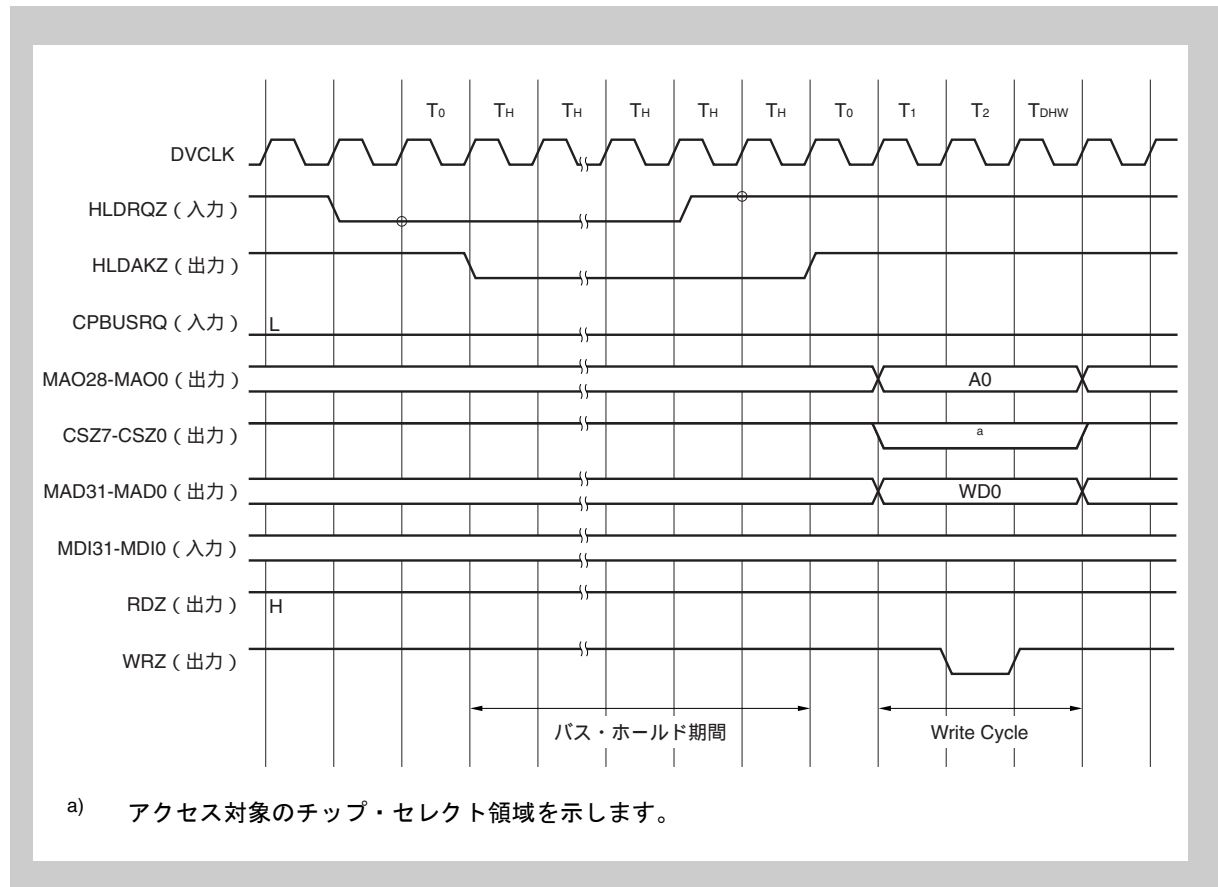 T0 TH TH TH TH TH T0 T1 T2 TDHW
DVCLK
HLDRQZ（入力）
HLDAKZ（出力）
CPBUSRQ（入力） L
MAO28-MAO0（出力） A0
CSZ7-CSZ0（出力） a
MAD31-MAD0（出力） WD0
MDI31-MDI0（入力）
RDZ（出力） H
WRZ（出力）
バス・ホールド期間 Write Cycle
a) アクセス対象のチップ・セレクト領域を示します。